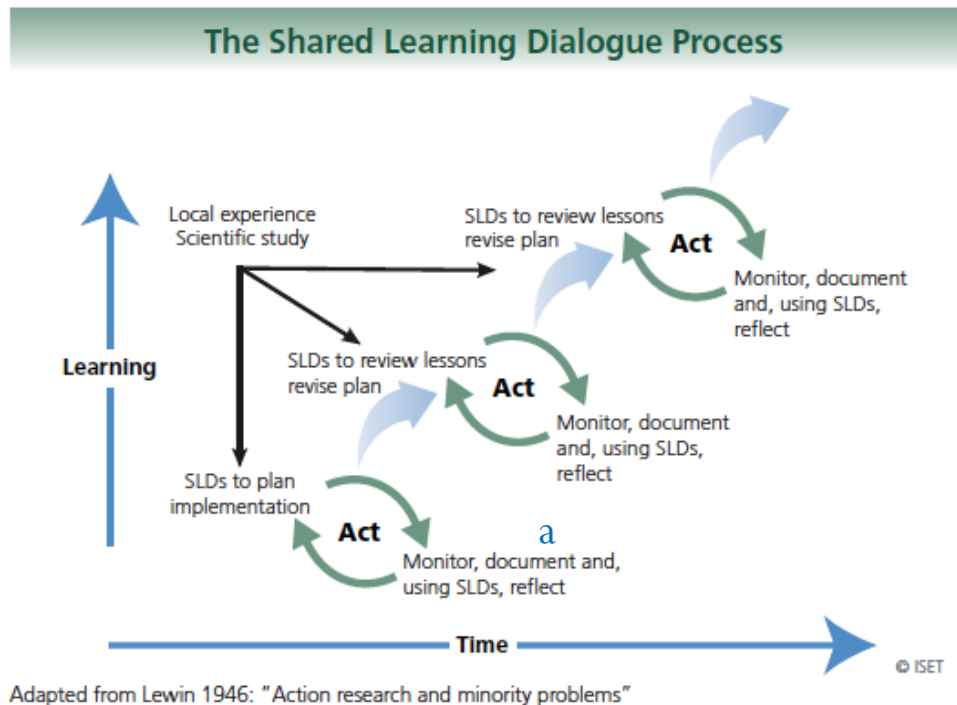 The Shared Learning Dialogue Process
Local experience
Scientific study
SLDs to review lessons
revise plan
Act
Monitor, document
and, using SLDs,
reflect
Learning
SLDs to review lessons
revise plan
Act
Monitor, document
and, using SLDs,
reflect
SLDs to plan
implementation
Act
a
Monitor, document and,
using SLDs, reflect
Time
© ISET
Adapted from Lewin 1946: "Action research and minority problems"